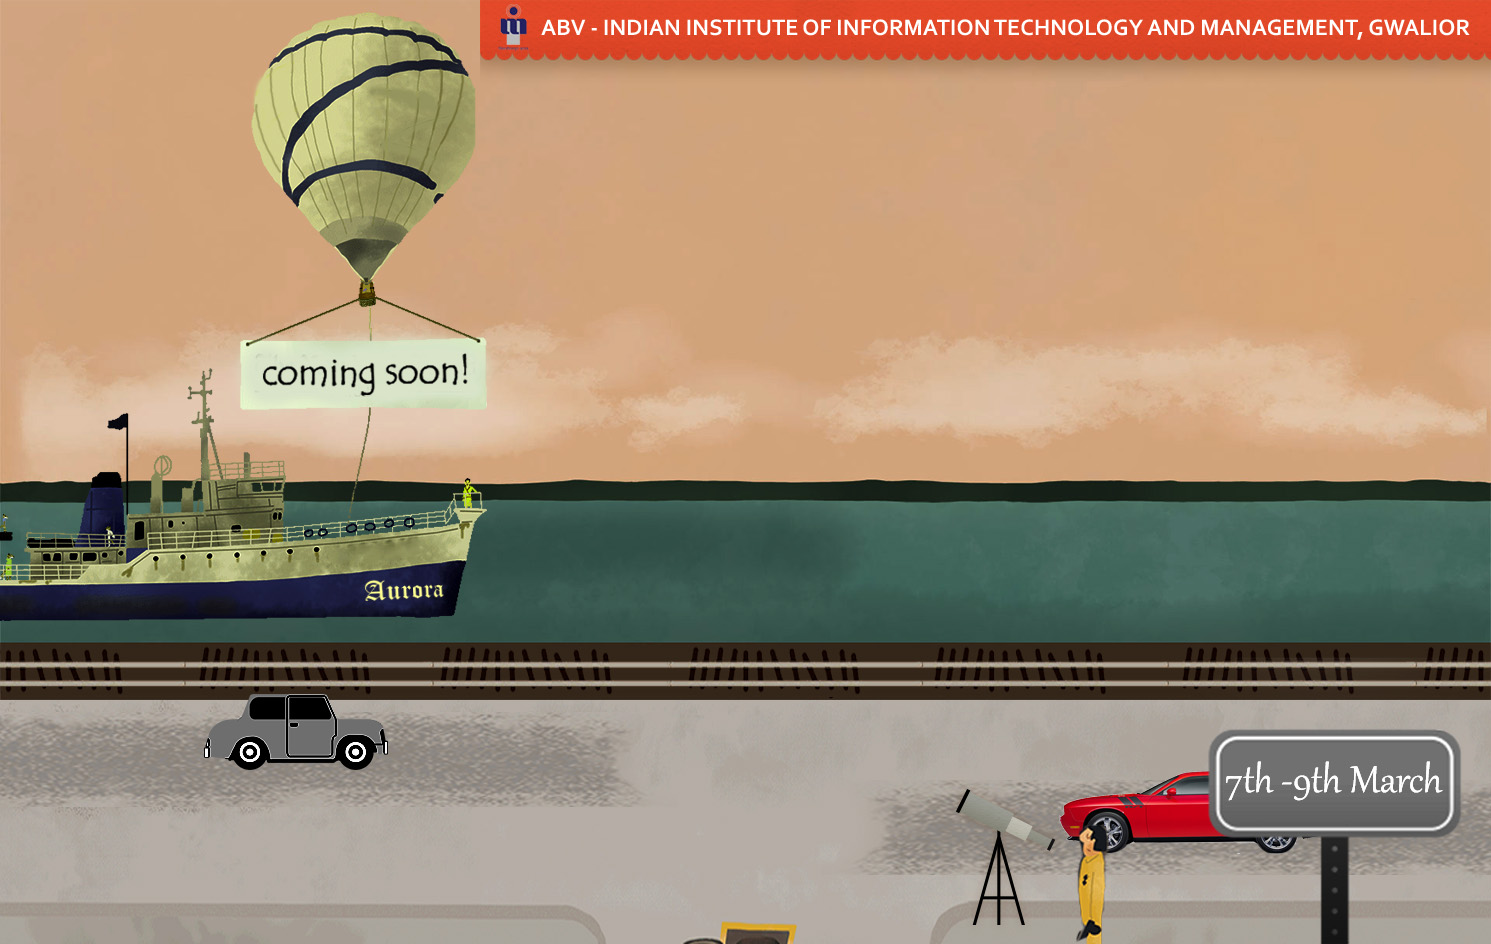 ABV - INDIAN INSTITUTE OF INFORMATION TECHNOLOGY AND MANAGEMENT, GWALIOR
coming soon!
Aurora
7th -9th March